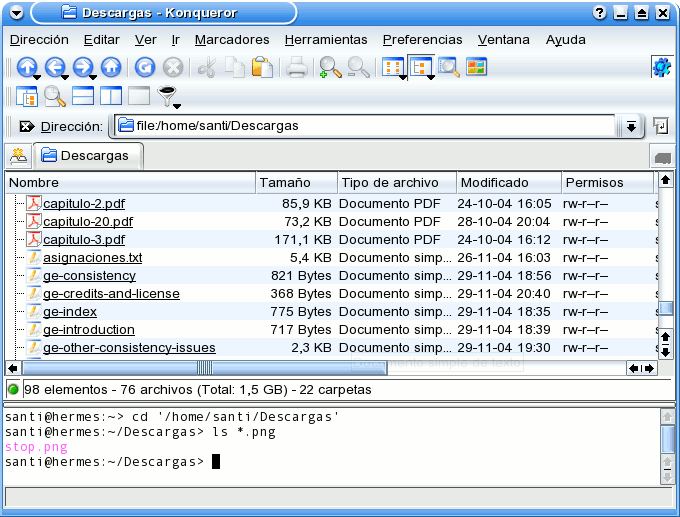 Descargas - Konqueror
Dirección Editar Ver Ir Marcadores Herramientas Preferencias Ventana Ayuda
Dirección: file:/home/santi/Descargas
Descargas
Nombre Tamaño Tipo de archivo Modificado Permisos
capitulo-2.pdf 85,9 KB Documento PDF 24-10-04 16:05 rw-r--r--
capitulo-20.pdf 73,2 KB Documento PDF 28-10-04 20:04 rw-r--r--
capitulo-3.pdf 171,1 KB Documento PDF 24-10-04 16:12 rw-r--r--
asignaciones.txt 5,4 KB Documento simp... 26-11-04 16:03 rw-r--r--
ge-consistency 821 Bytes Documento simp... 29-11-04 18:56 rw-r--r--
ge-credits-and-license 368 Bytes Documento simp... 29-11-04 20:40 rw-r--r--
ge-index 775 Bytes Documento simp... 29-11-04 18:35 rw-r--r--
ge-introduction 717 Bytes Documento simp... 29-11-04 18:39 rw-r--r--
ge-other-consistency-issues 2,3 KB Documento simp... 29-11-04 19:30 rw-r--r--
Documento simple de texto
98 elementos - 76 archivos (Total: 1,5 GB) - 22 carpetas
santi@hermes:~> cd '/home/santi/Descargas'
santi@hermes:~/Descargas> ls *.png
stop.png
santi@hermes:~/Descargas>